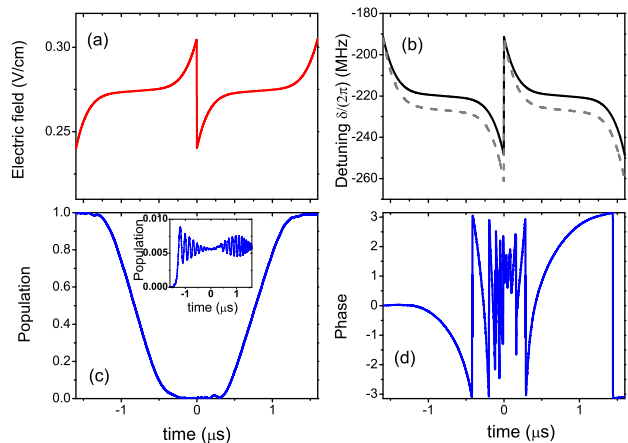 (a)
0.30
0.25
Electric field (V/cm)
(b)
-180
-200
-220
-240
-260
Detuning δ/(2π) (MHz)
1.0
0.8
0.6
0.4
0.2
0.0
Population
(c)
0.010
0.005
0.000
Population
-1 0 1
time (μs)
-1 0 1
time (μs)
3
2
1
0
-1
-2
-3
Phase
(d)
-1 0 1
time (μs)